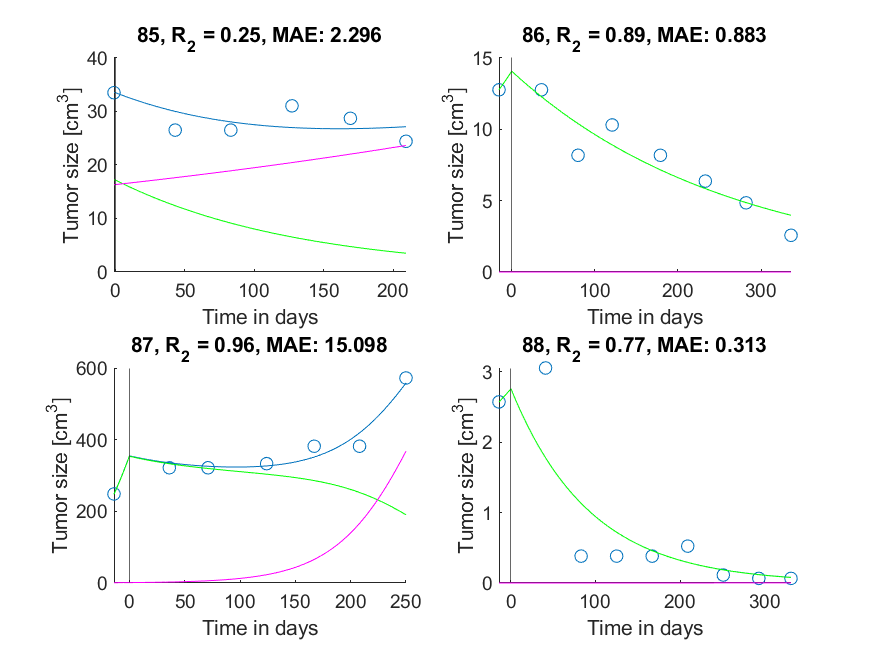 85, R2 = 0.25, MAE: 2.296
40
30
20
10
0
Tumor size [cm3]
0 50 100 150 200
Time in days
86, R2 = 0.89, MAE: 0.883
15
10
5
0
Tumor size [cm3]
0 100 200 300
Time in days
87, R2 = 0.96, MAE: 15.098
600
400
200
0
Tumor size [cm3]
0 50 100 150 200 250
Time in days
88, R2 = 0.77, MAE: 0.313
3
2
1
0
Tumor size [cm3]
0 100 200 300
Time in days